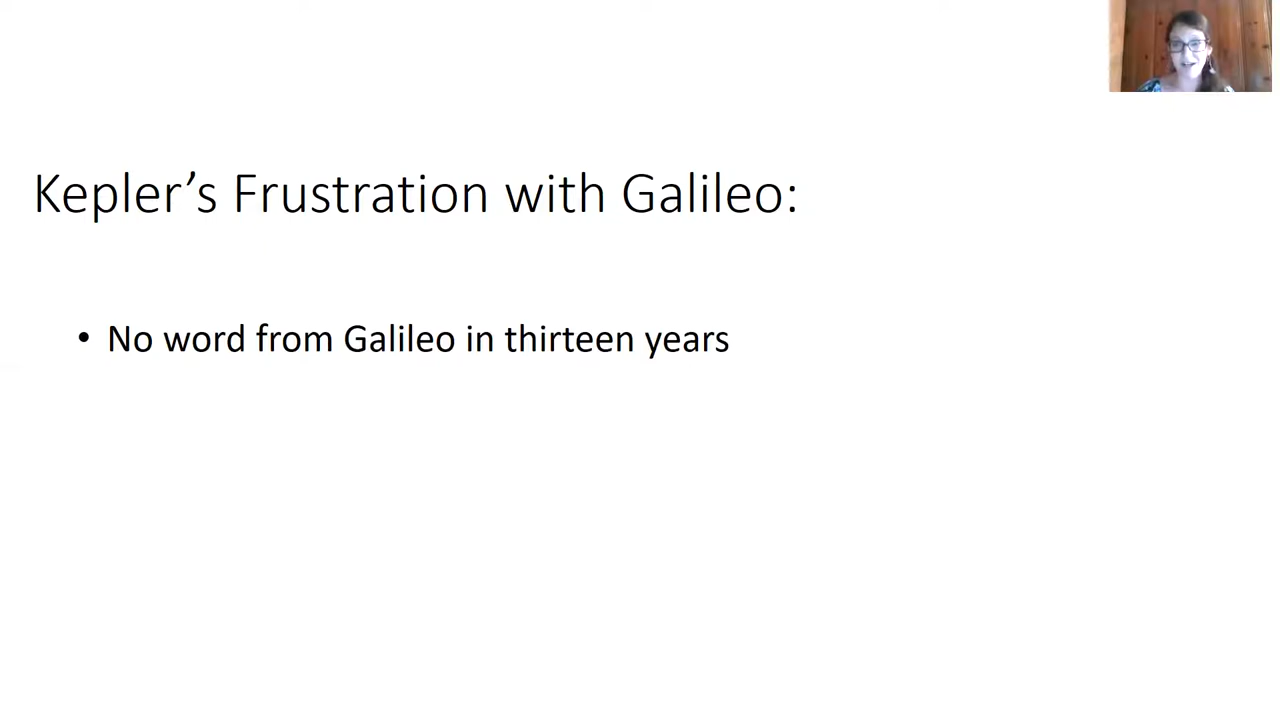 Kepler’s Frustration with Galileo:
• No word from Galileo in thirteen years